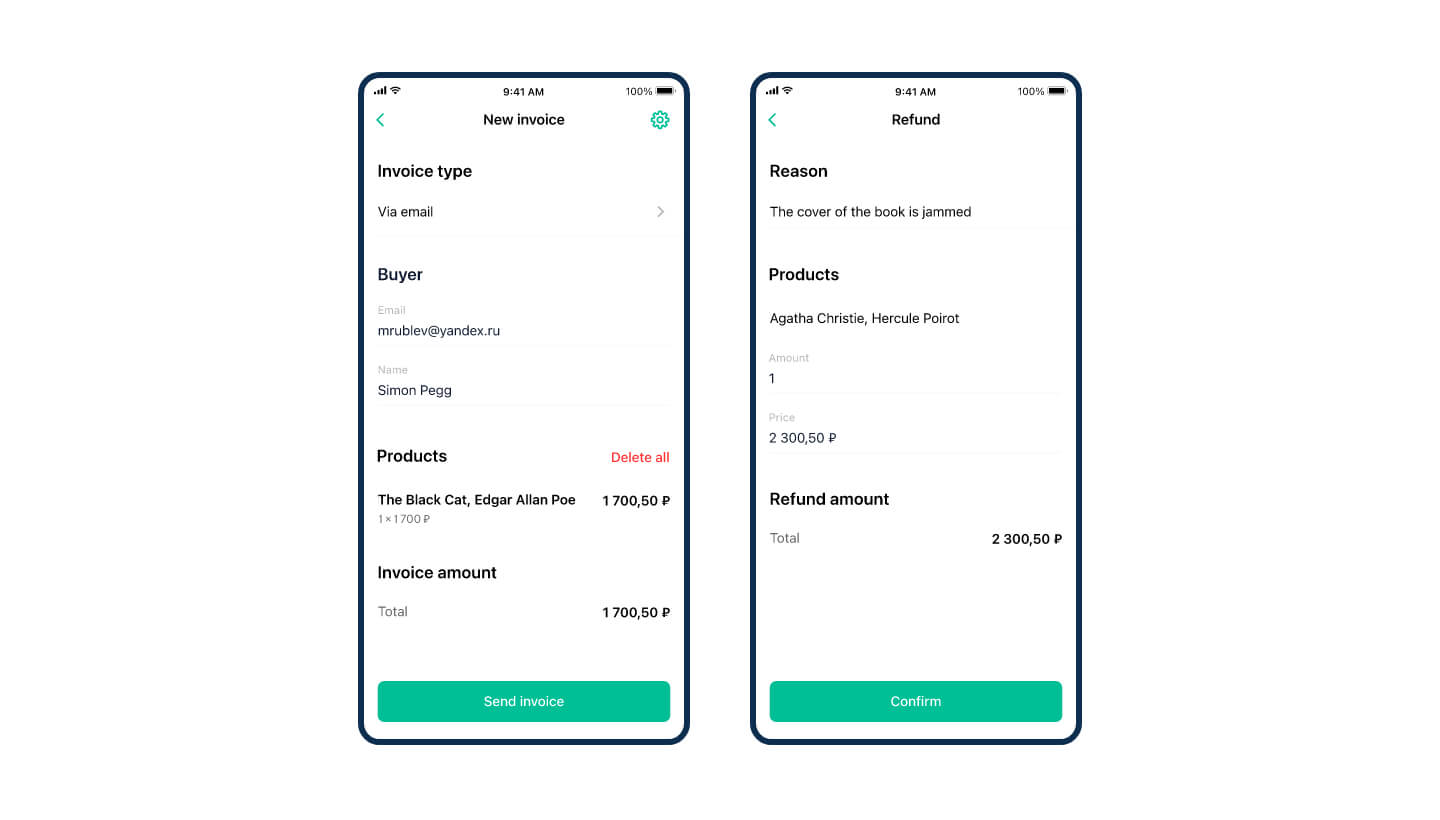 9:41 AM 100%
New invoice
Invoice type
Via email
Buyer
Email
mrublev@yandex.ru
Name
Simon Pegg
Products Delete all
The Black Cat, Edgar Allan Poe 1 700,50 ₽
1 × 1 700 ₽
Invoice amount
Total 1 700,50 ₽
Send invoice
9:41 AM 100%
Refund
Reason
The cover of the book is jammed
Products
Agatha Christie, Hercule Poirot
Amount
1
Price
2 300,50 ₽
Refund amount
Total 2 300,50 ₽
Confirm